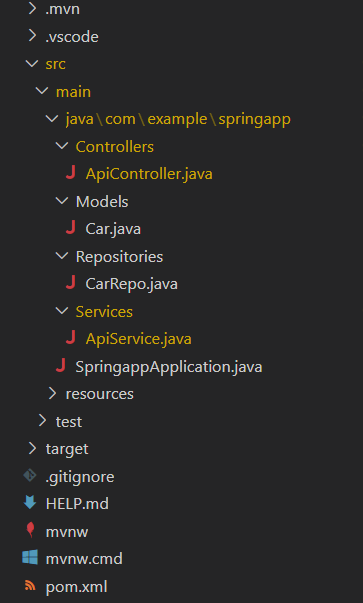 .mvn
.vscode
src
main
java\com\example\springapp
Controllers
ApiController.java
Models
Car.java
Repositories
CarRepo.java
Services
ApiService.java
SpringappApplication.java
resources
test
target
.gitignore
HELP.md
mvnw
mvnw.cmd
pom.xml